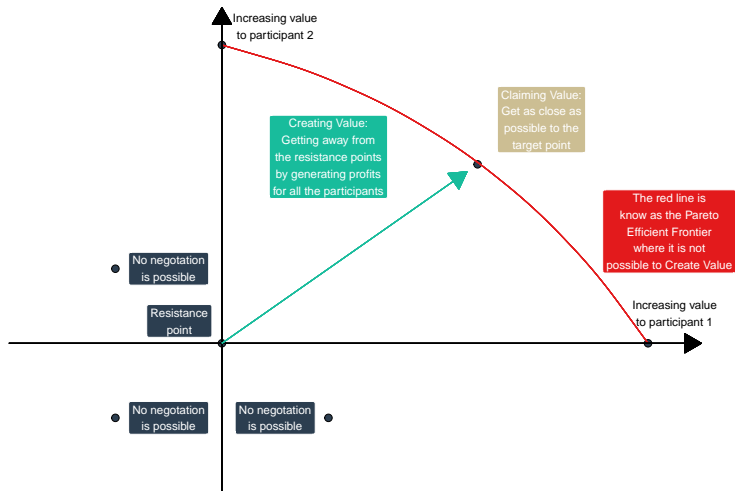 Increasing value
to participant 2
Claiming Value:
Get as close as
possible to the
target point
Creating Value:
Getting away from
the resistance points
by generating profits
for all the participants
The red line is
know as the Pareto
Efficient Frontier
where it is not
possible to Create Value
No negotation
is possible
Resistance
point
Increasing value
to participant 1
No negotation
is possible
No negotation
is possible